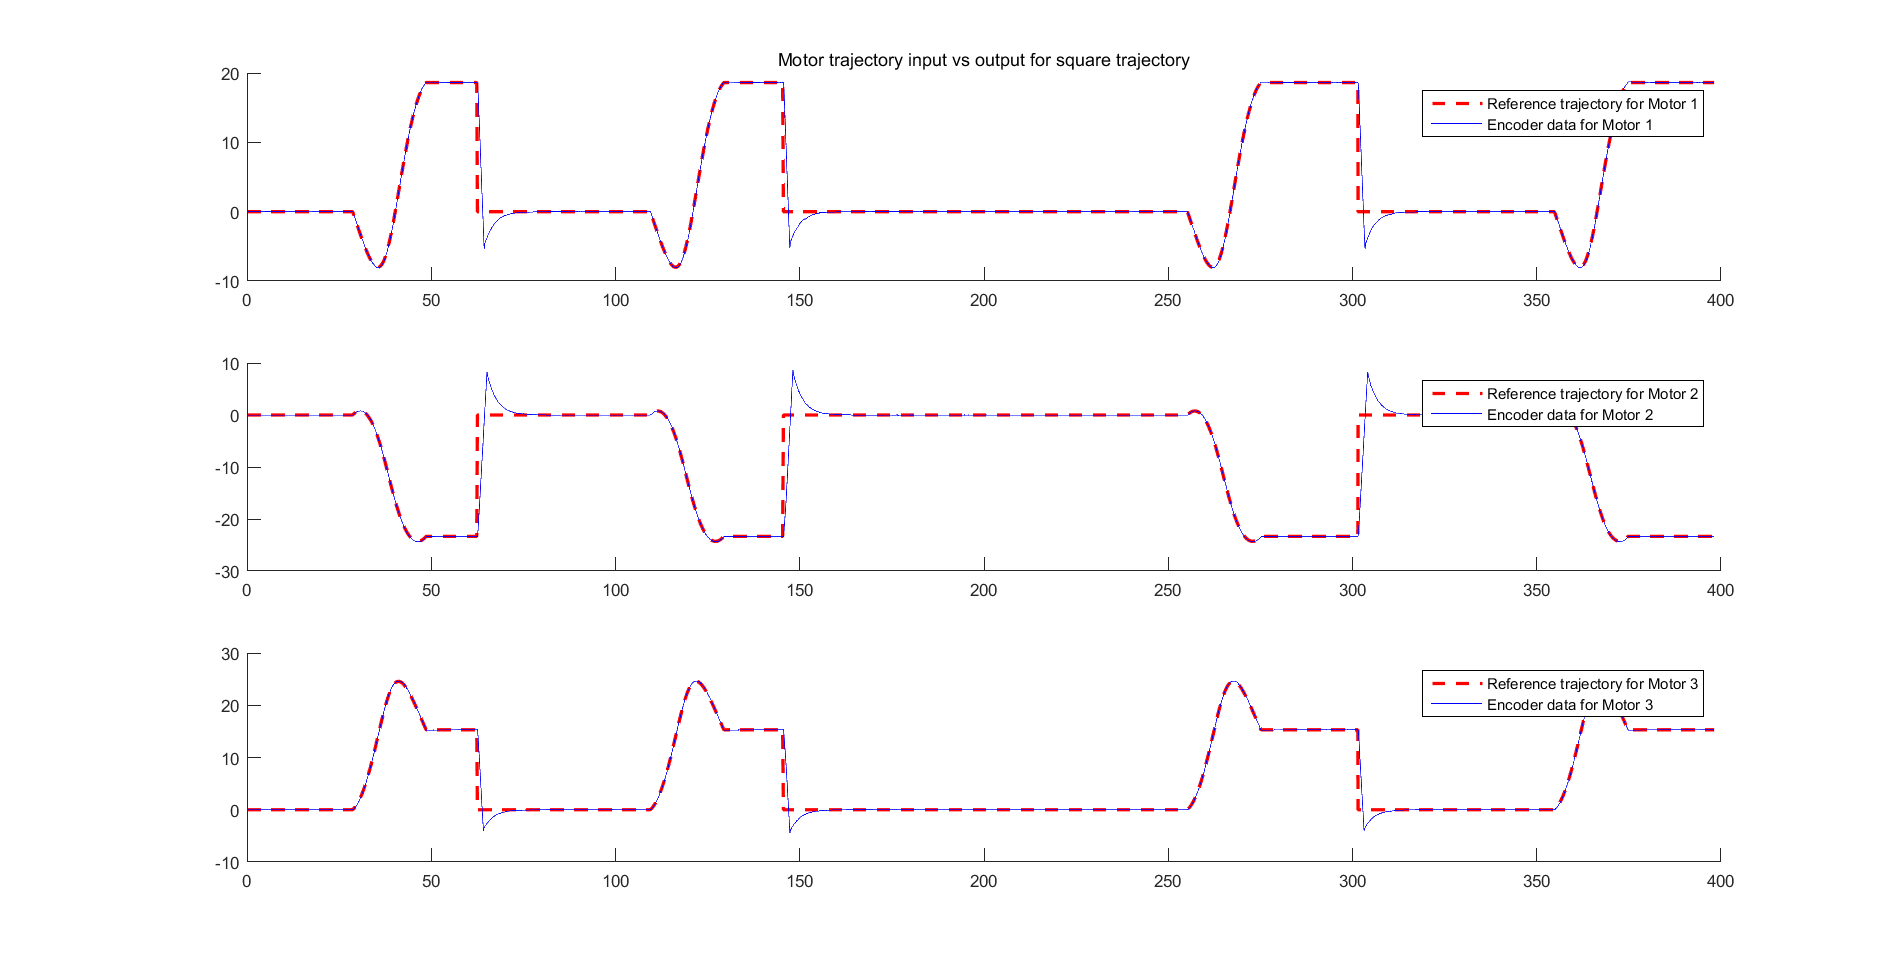 Motor trajectory input vs output for square trajectory
20
10
0
-10
0 50 100 150 200 250 300 350 400
Reference trajectory for Motor 1
Encoder data for Motor 1
10
0
-10
-20
-30
0 50 100 150 200 250 300 350 400
Reference trajectory for Motor 2
Encoder data for Motor 2
30
20
10
0
-10
0 50 100 150 200 250 300 350 400
Reference trajectory for Motor 3
Encoder data for Motor 3